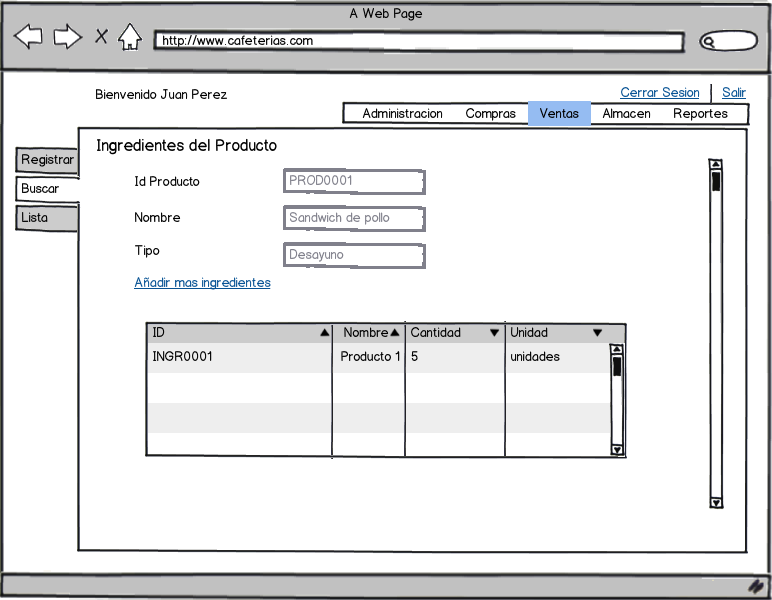 A Web Page
http://www.cafeterias.com
Bienvenido Juan Perez
Cerrar Sesion | Salir
Administracion Compras Ventas Almacen Reportes
Ingredientes del Producto
Registrar
Buscar
Lista
Id Producto PROD0001
Nombre Sandwich de pollo
Tipo Desayuno
Añadir mas ingredientes
ID Nombre Cantidad Unidad
INGR0001 Producto 1 5 unidades